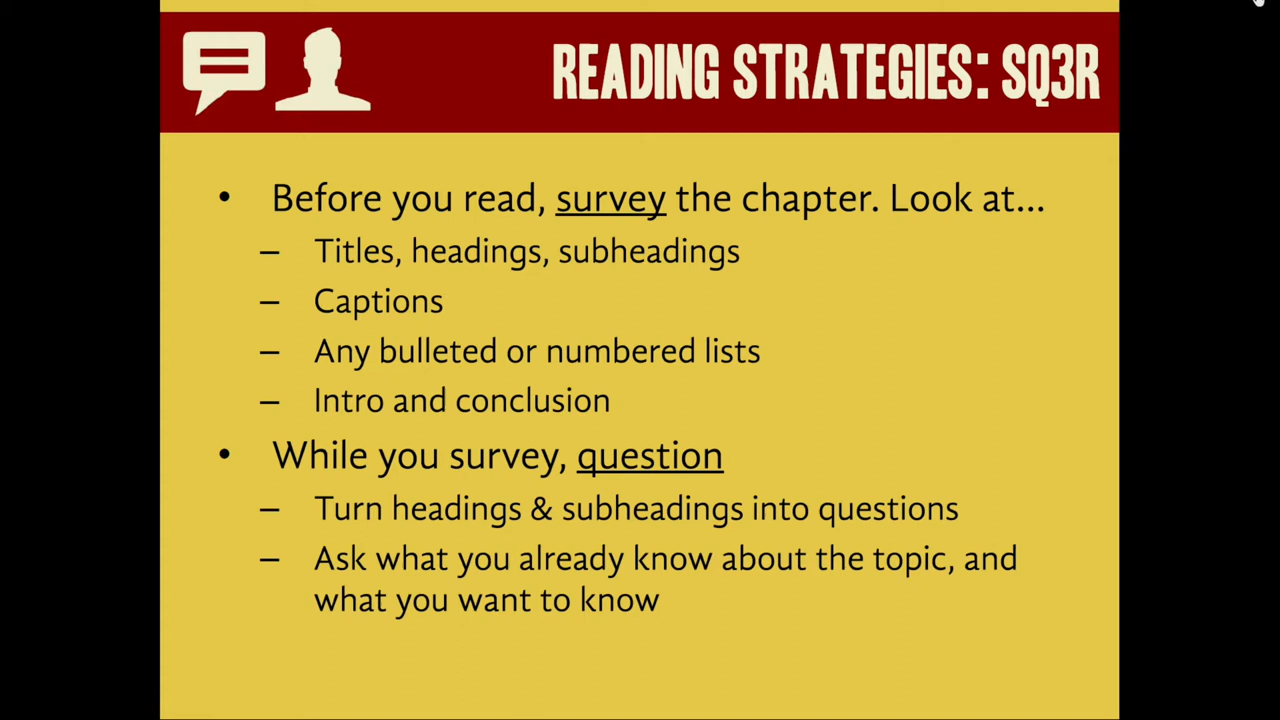 READING STRATEGIES: SQ3R
• Before you read, survey the chapter. Look at...
– Titles, headings, subheadings
– Captions
– Any bulleted or numbered lists
– Intro and conclusion
• While you survey, question
– Turn headings & subheadings into questions
– Ask what you already know about the topic, and
what you want to know